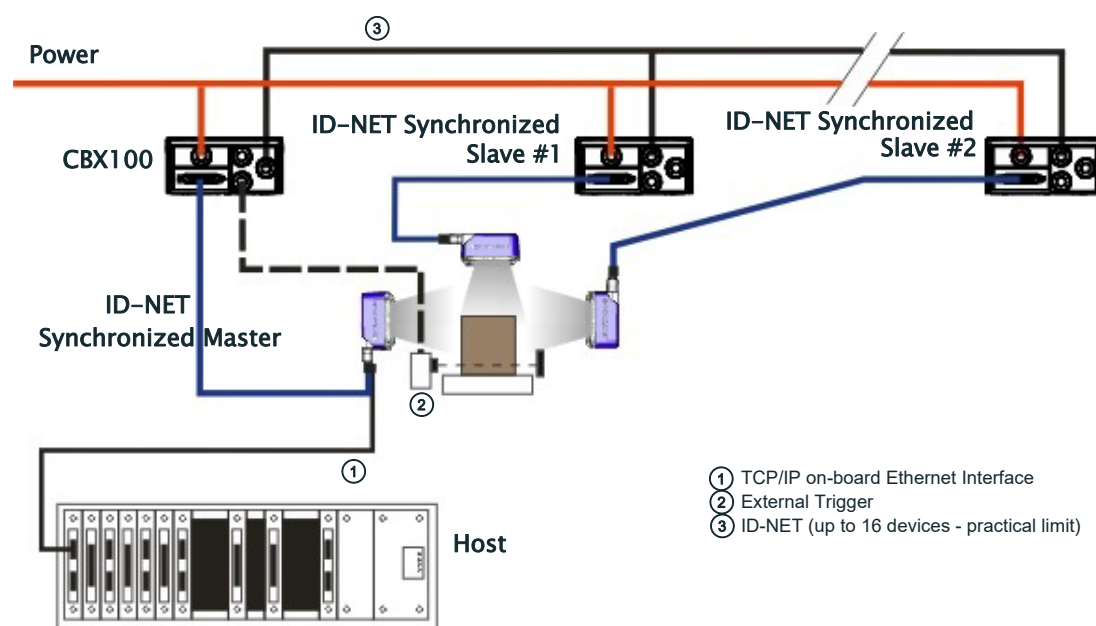 ③
Power
ID-NET Synchronized
Slave #1
ID-NET Synchronized
Slave #2
CBX100
ID-NET
Synchronized Master
②
①
Host
① TCP/IP on-board Ethernet Interface
② External Trigger
③ ID-NET (up to 16 devices - practical limit)